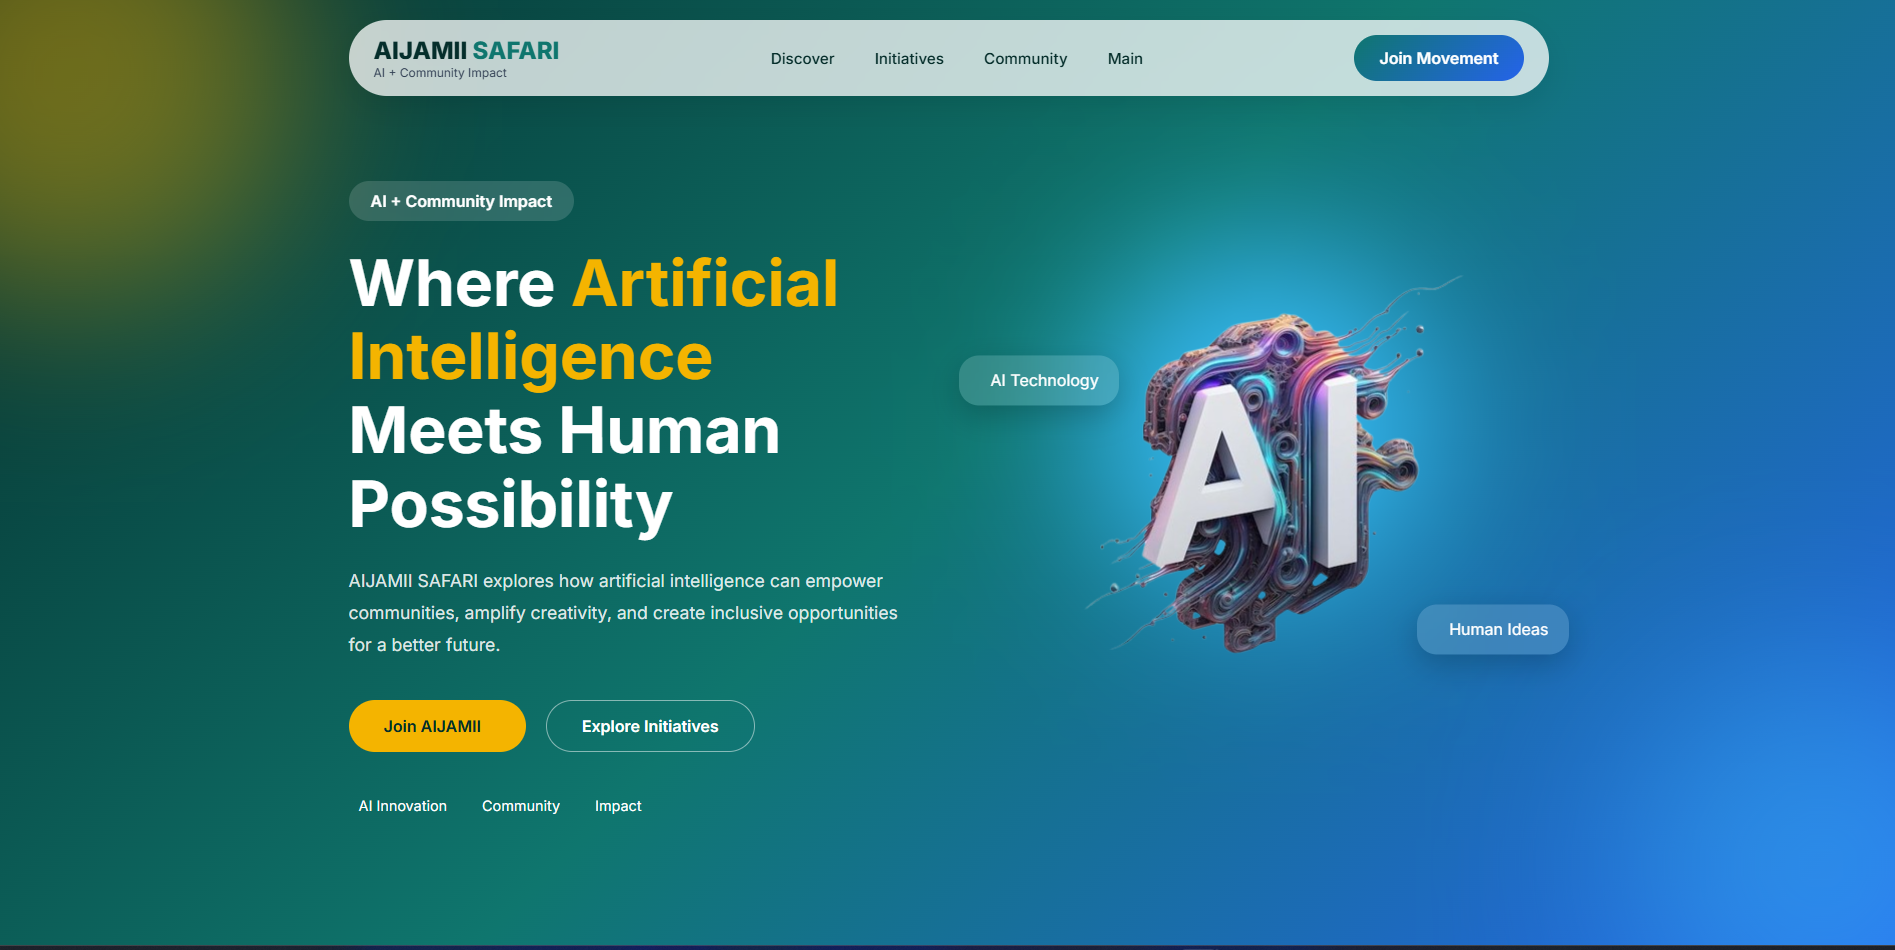 AIJAMII SAFARI
AI + Community Impact
Discover
Initiatives
Community
Main
Join Movement
AI + Community Impact
Where Artificial
Intelligence
Meets Human
Possibility
AIJAMII SAFARI explores how artificial intelligence can empower
communities, amplify creativity, and create inclusive opportunities
for a better future.
Join AIJAMII
Explore Initiatives
AI Innovation
Community
Impact
AI Technology
AI
Human Ideas